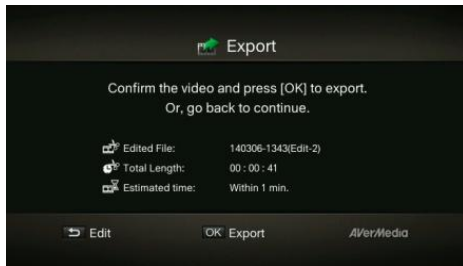 Export
Confirm the video and press [OK] to export.
Or, go back to continue.
Edited File: 140306-1343(Edit-2)
Total Length: 00 : 00 : 41
Estimated time: Within 1 min.
Edit OK Export AVerMedia